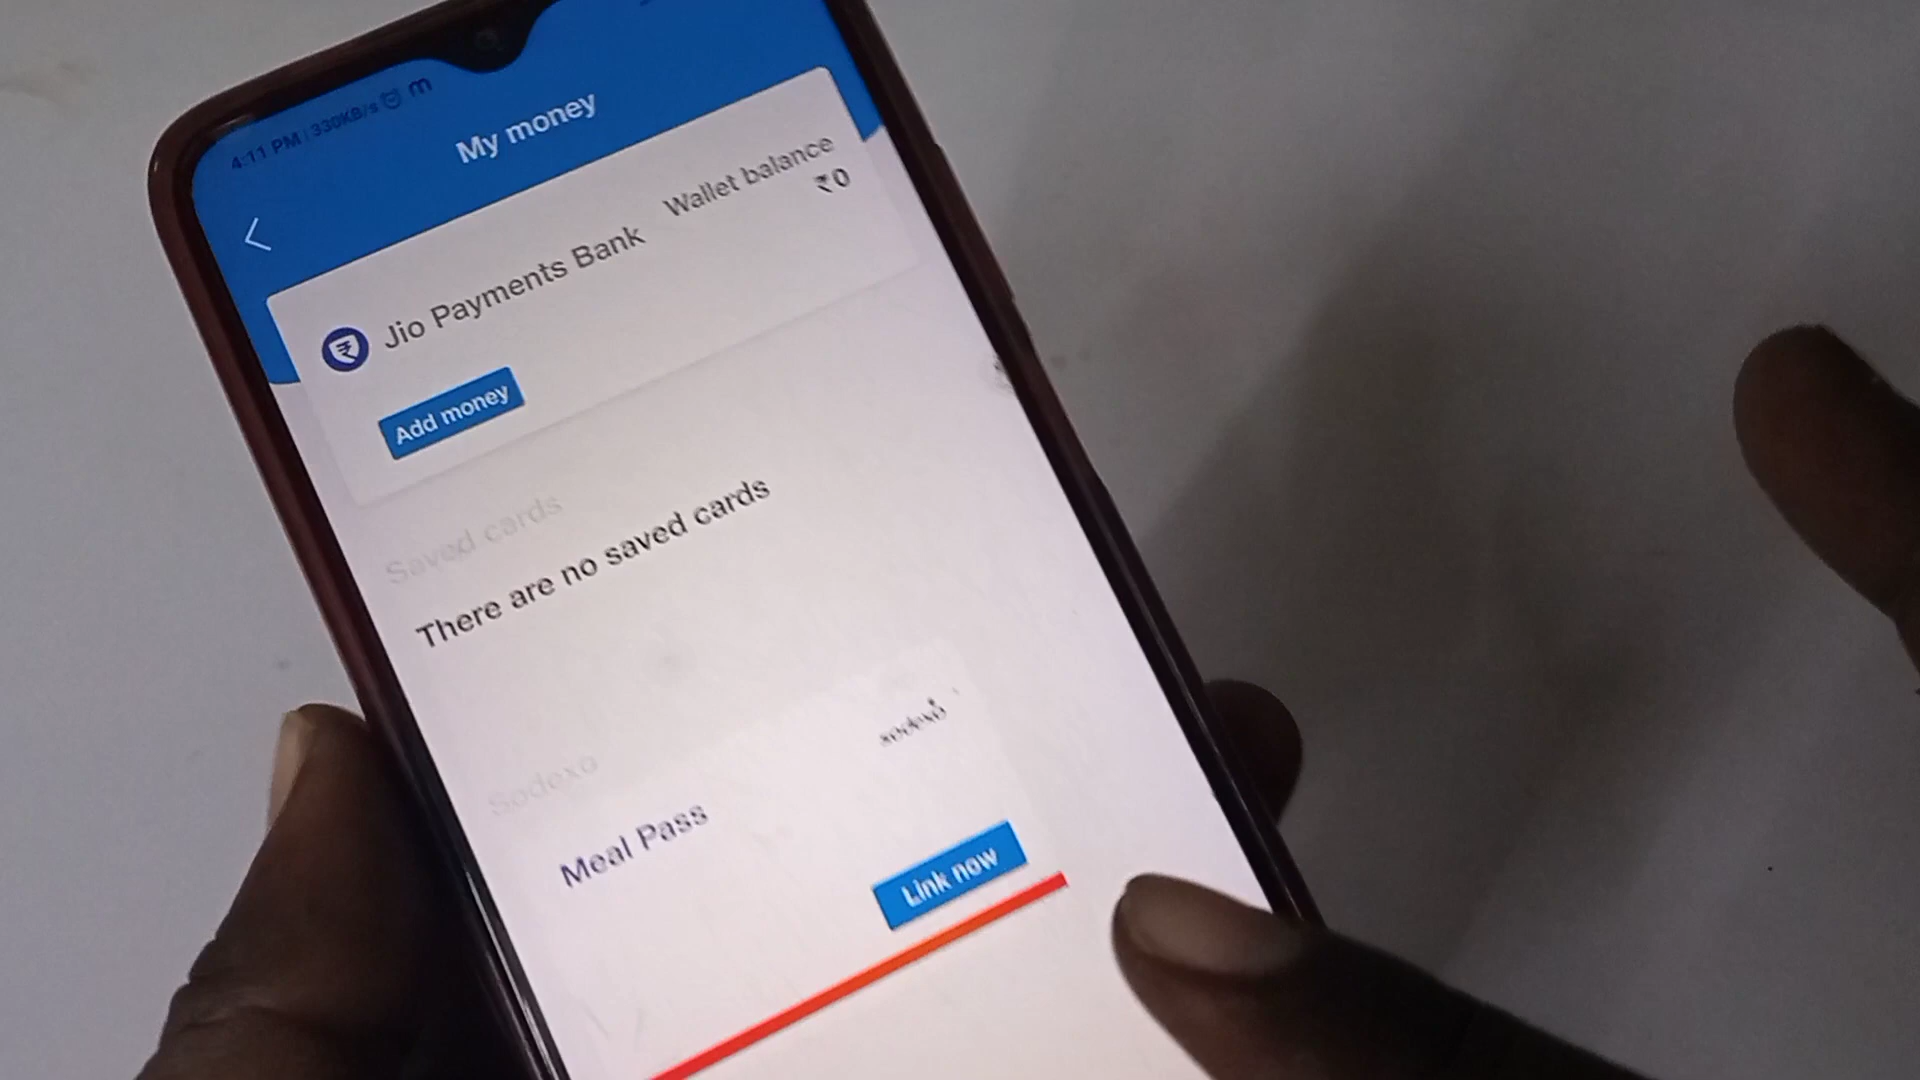 4:11 PM | 330KB/s
My money
Jio Payments Bank
Wallet balance
₹0
Add money
Saved cards
There are no saved cards
Sodexo
sodexo
Meal Pass
Link now